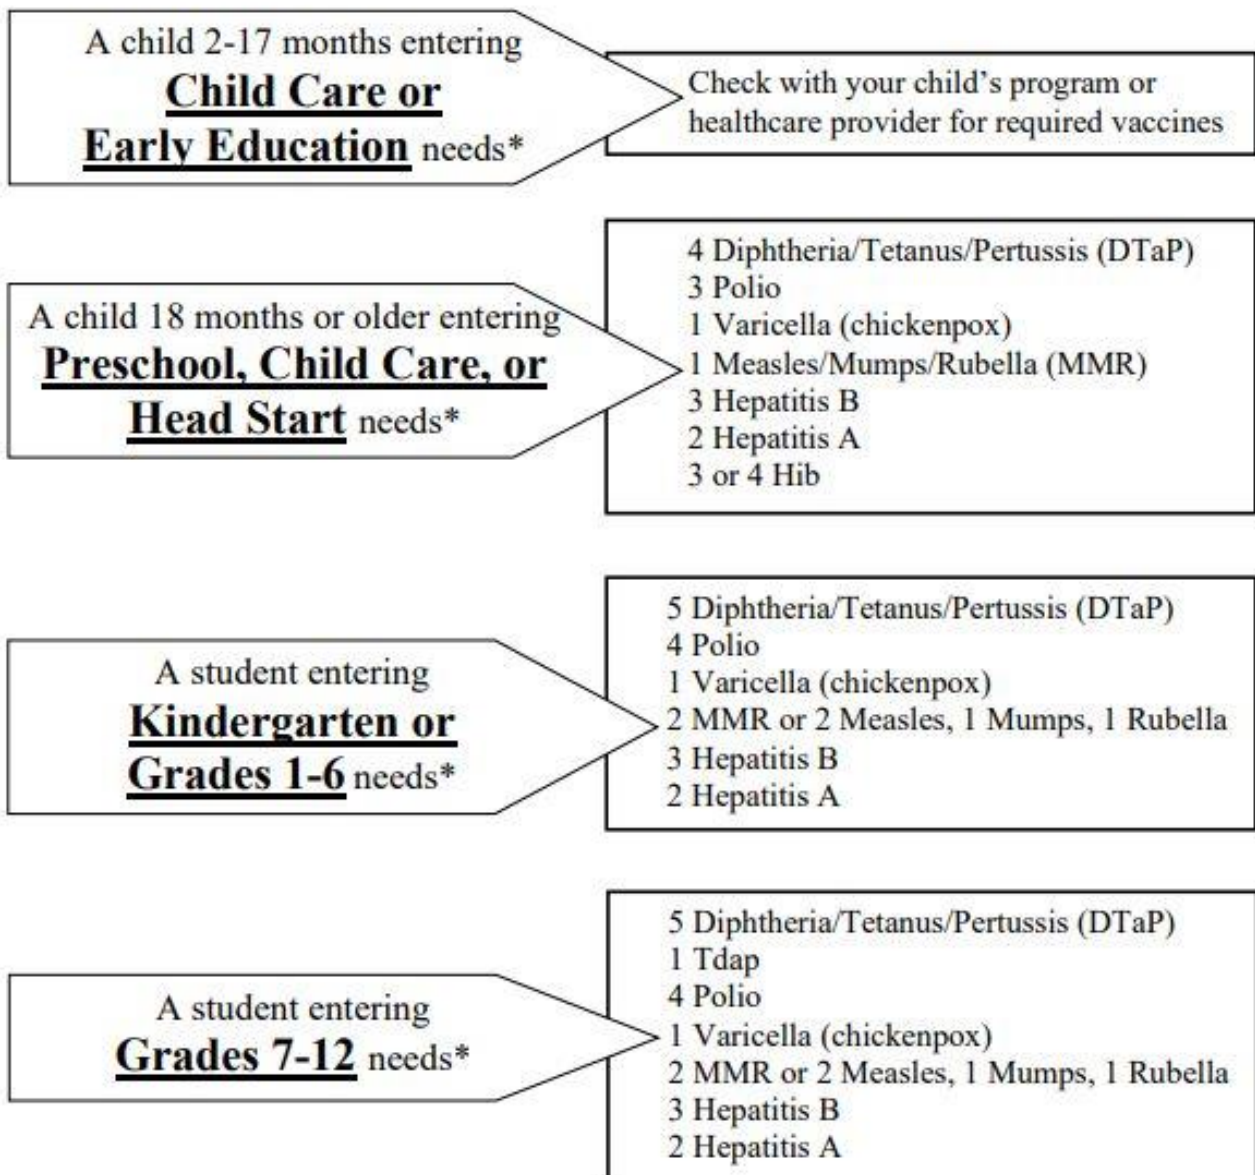 A child 2-17 months entering
Child Care or
Early Education needs*
Check with your child's program or
healthcare provider for required vaccines
A child 18 months or older entering
Preschool, Child Care, or
Head Start needs*
4 Diphtheria/Tetanus/Pertussis (DTaP)
3 Polio
1 Varicella (chickenpox)
1 Measles/Mumps/Rubella (MMR)
3 Hepatitis B
2 Hepatitis A
3 or 4 Hib
A student entering
Kindergarten or
Grades 1-6 needs*
5 Diphtheria/Tetanus/Pertussis (DTaP)
4 Polio
1 Varicella (chickenpox)
2 MMR or 2 Measles, 1 Mumps, 1 Rubella
3 Hepatitis B
2 Hepatitis A
A student entering
Grades 7-12 needs*
5 Diphtheria/Tetanus/Pertussis (DTaP)
1 Tdap
4 Polio
1 Varicella (chickenpox)
2 MMR or 2 Measles, 1 Mumps, 1 Rubella
3 Hepatitis B
2 Hepatitis A